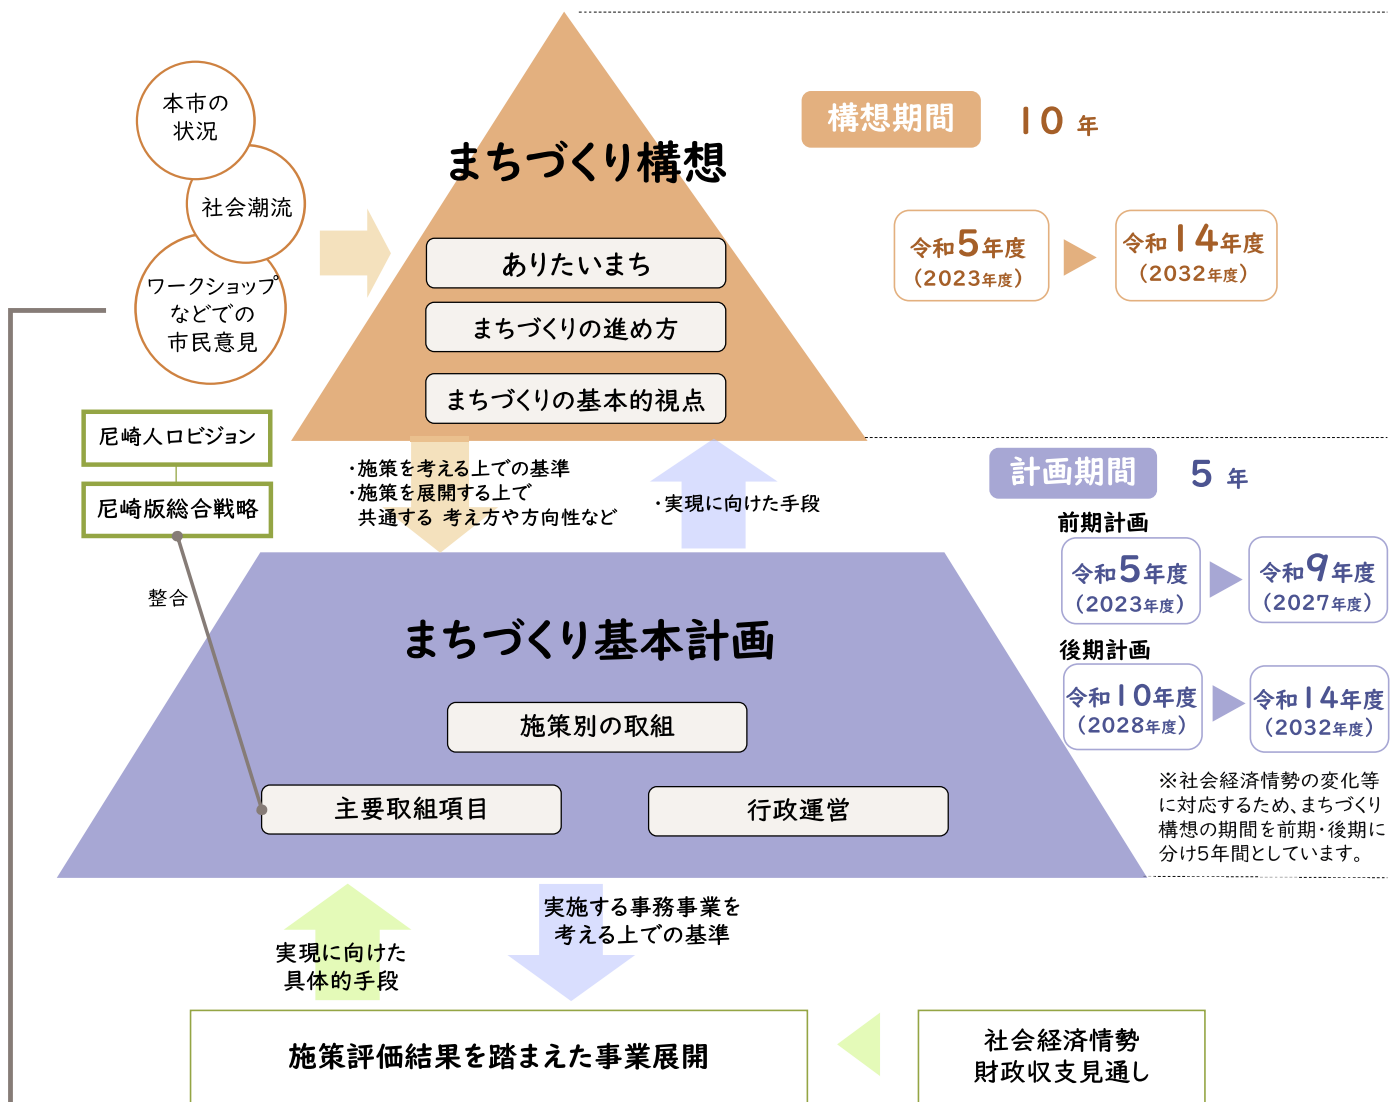 本市の
状況
社会潮流
ワークショップ
などでの
市民意見
まちづくり構想
ありたいまち
まちづくりの進め方
まちづくりの基本的視点
構想期間
10 年
令和5年度
(2023年度)
令和14年度
(2032年度)
尼崎人口ビジョン
尼崎版総合戦略
整合
・施策を考える上での基準
・施策を展開する上で
共通する 考え方や方向性など
・実現に向けた手段
計画期間
5 年
前期計画
令和5年度
(2023年度)
令和9年度
(2027年度)
後期計画
令和10年度
(2028年度)
令和14年度
(2032年度)
※社会経済情勢の変化等
に対応するため、まちづくり
構想の期間を前期・後期に
分け5年間としています。
まちづくり基本計画
施策別の取組
主要取組項目
行政運営
実現に向けた
具体的手段
実施する事務事業を
考える上での基準
施策評価結果を踏まえた事業展開
社会経済情勢
財政収支見通し